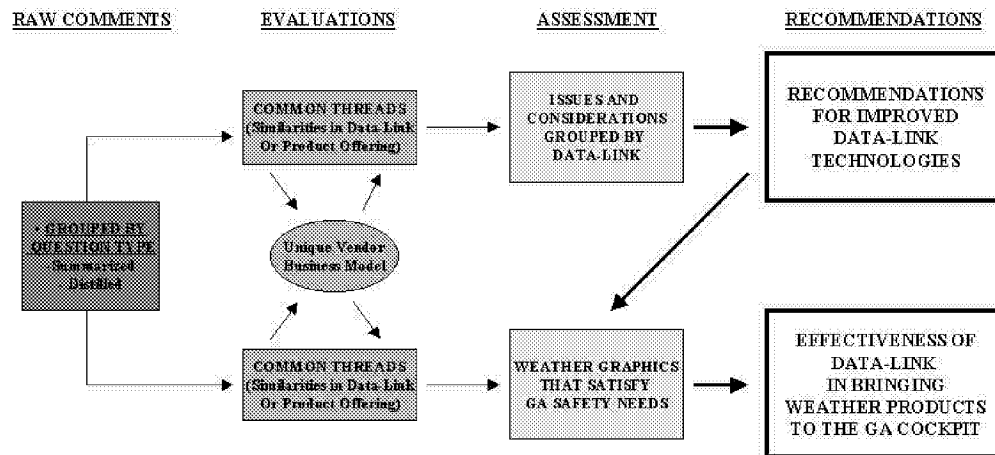 RAW COMMENTS
EVALUATIONS
ASSESSMENT
RECOMMENDATIONS
• GROUPED BY
QUESTION TYPE
Summarized
- Distilled
COMMON THREADS
(Similarities in Data-Link
Or Product Offering)
Unique Vendor
Business Model
COMMON THREADS
(Similarities in Data-Link
Or Product Offering)
ISSUES AND
CONSIDERATIONS
GROUPED BY
DATA-LINK
WEATHER GRAPHICS
THAT SATISFY
GA SAFETY NEEDS
RECOMMENDATIONS
FOR IMPROVED
DATA-LINK
TECHNOLOGIES
EFFECTIVENESS OF
DATA-LINK
IN BRINGING
WEATHER PRODUCTS
TO THE GA COCKPIT